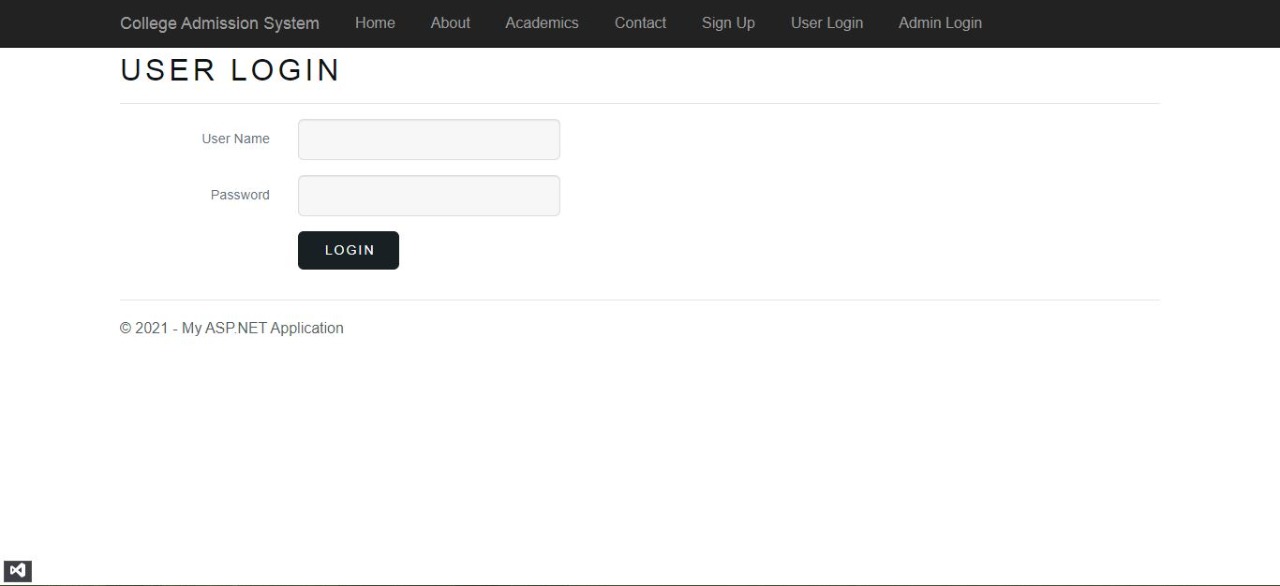 College Admission System Home About Academics Contact Sign Up User Login Admin Login
USER LOGIN
User Name
Password
LOGIN
© 2021 - My ASP.NET Application